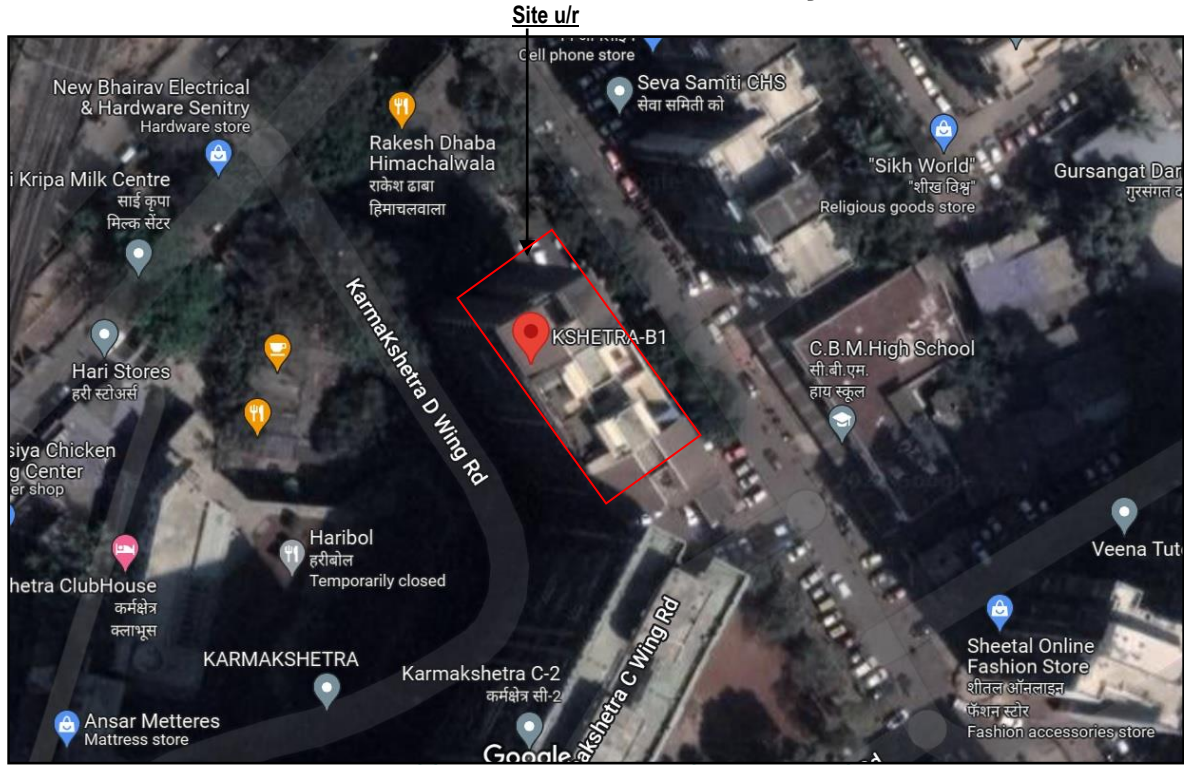 Site u/r
Cell phone store
New Bhairav Electrical
& Hardware Senitry
Hardware store
Seva Samiti CHS
सेवा समिती को
Rakesh Dhaba
Himachalwala
राकेश ढाबा
हिमाचलवाला
"Sikh World"
"शीख विश्व"
Religious goods store
Gursangat Dar
गुरसंगत द
i Kripa Milk Centre
साई कृपा
मिल्क सेंटर
KarmaKshetra D Wing Rd
KSHETRA-B1
C.B.M.High School
सी.बी.एम.
हाय स्कूल
Hari Stores
हरी स्टोअर्स
siya Chicken
g Center
er shop
Haribol
हरीबोल
Temporarily closed
Veena Tut
hetra ClubHouse
कर्मक्षेत्र
क्लाभूस
KARMAKSHETRA
Karmakshetra C-2
कर्मक्षेत्र सी-2
akshetra C Wing Rd
Sheetal Online
Fashion Store
शीतल ऑनलाइन
फॅशन स्टोर
Fashion accessories store
Ansar Metteres
Mattress store
Google